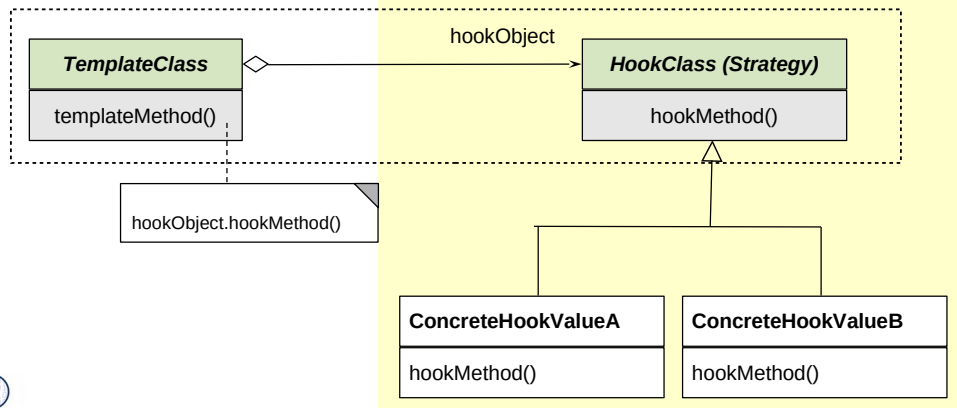 hookObject
TemplateClass
HookClass (Strategy)
templateMethod()
hookMethod()
hookObject.hookMethod()
ConcreteHookValueA
ConcreteHookValueB
hookMethod()
hookMethod()